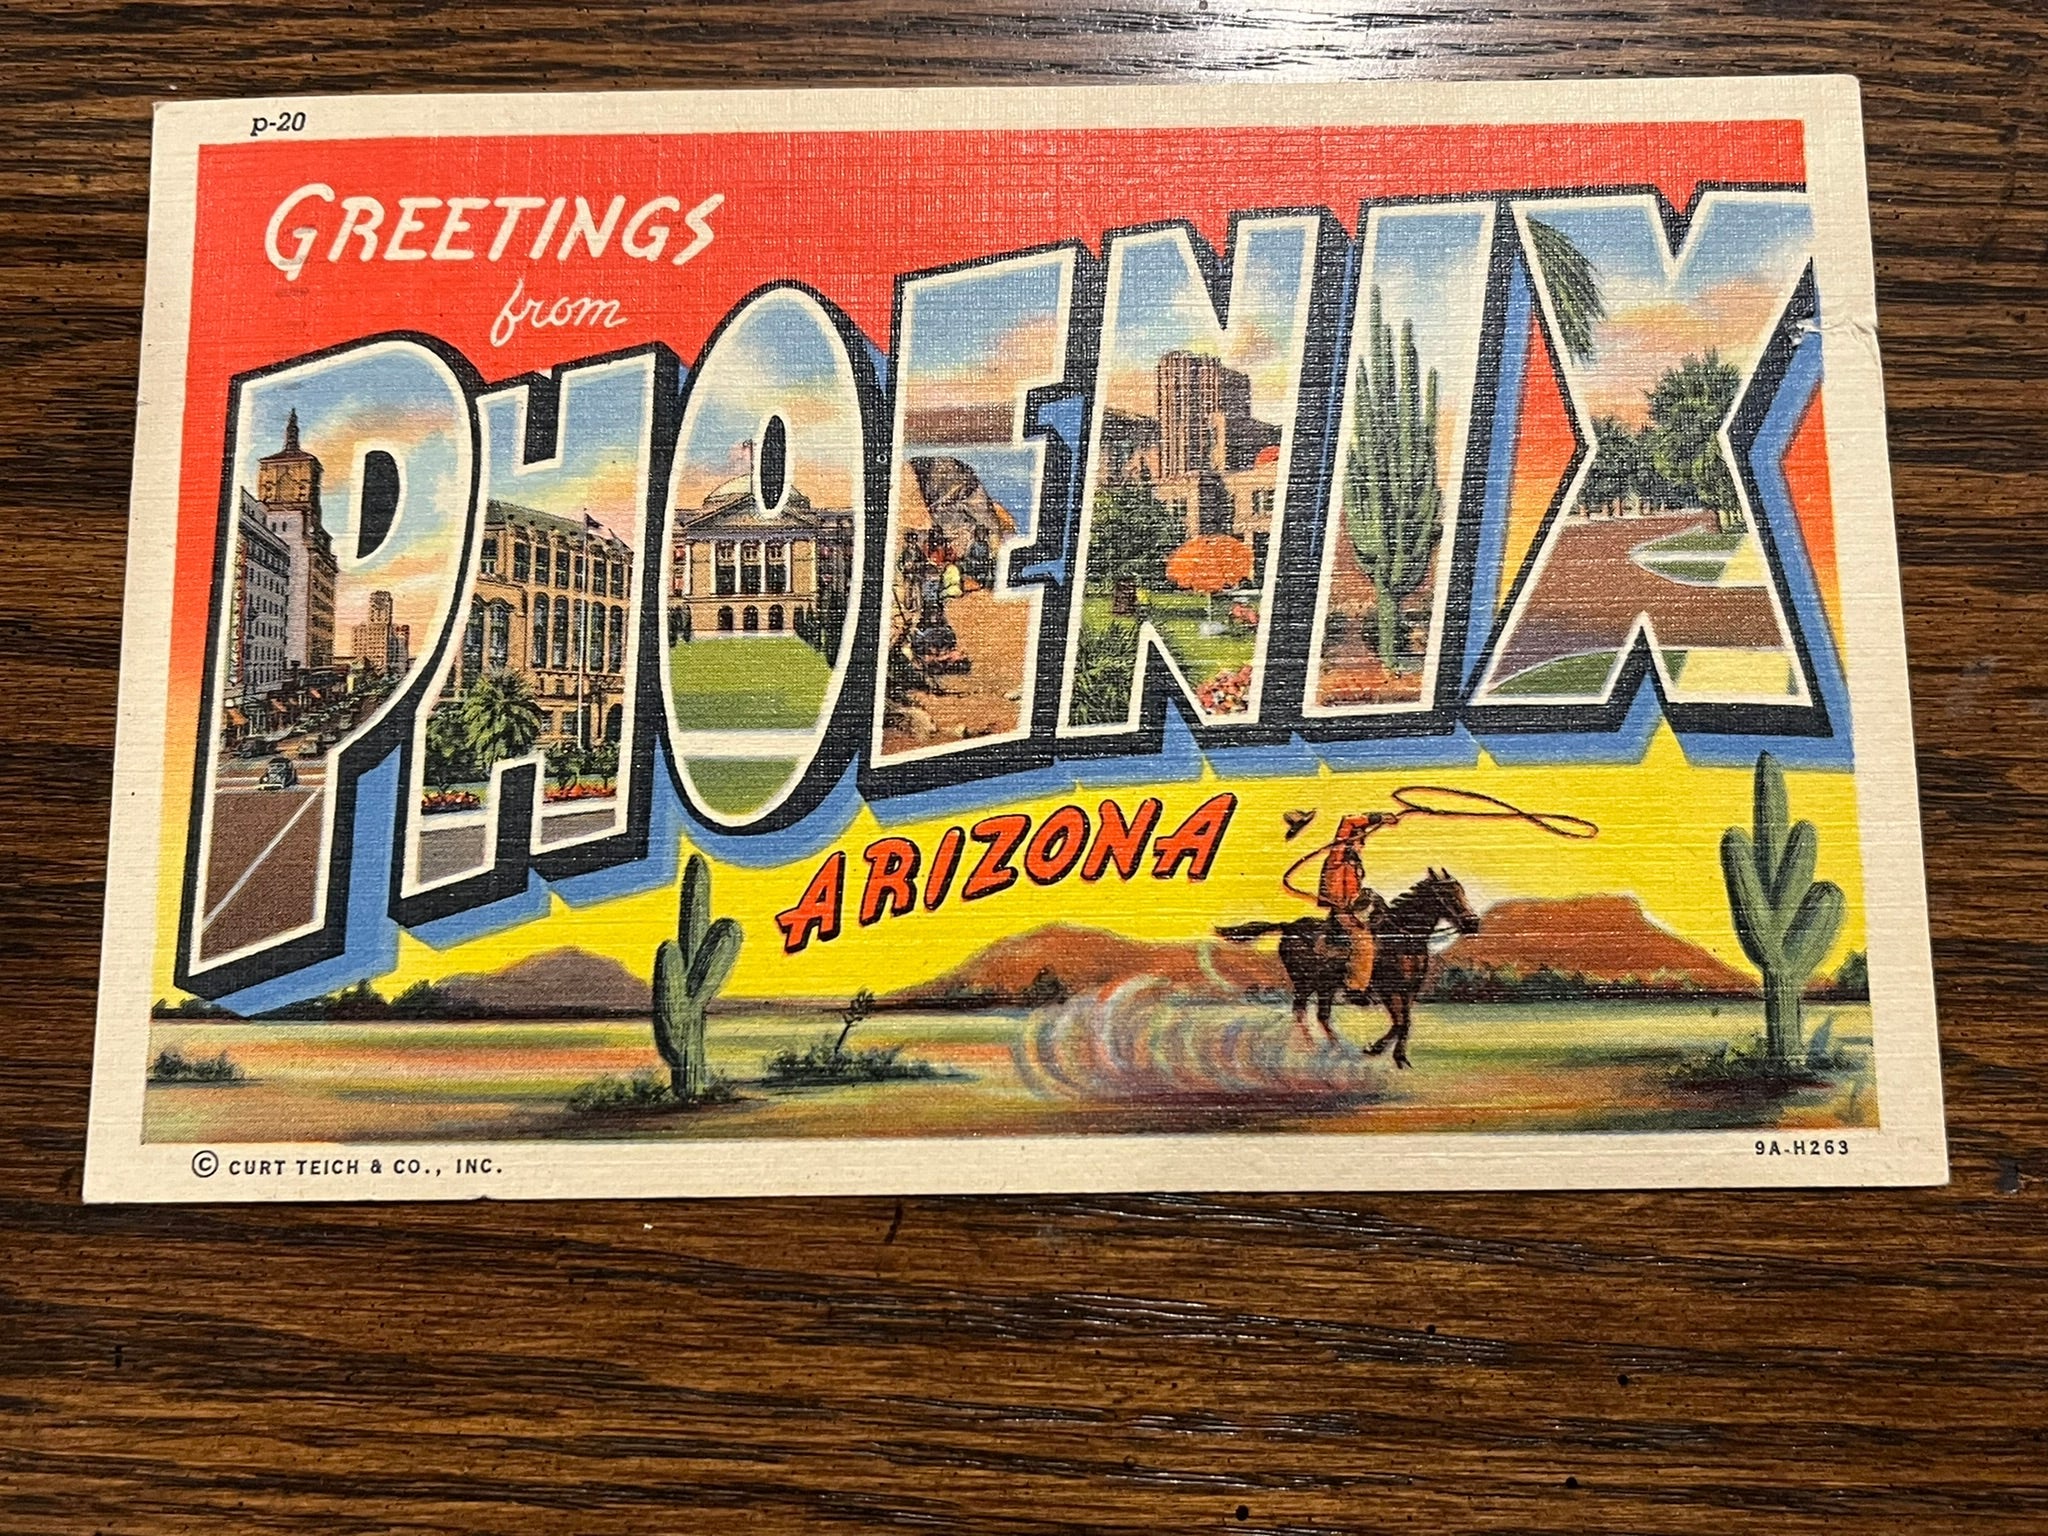 p-20
GREETINGS
from
PHOENIX
ARIZONA
© CURT TEICH & CO., INC.
9A-H263